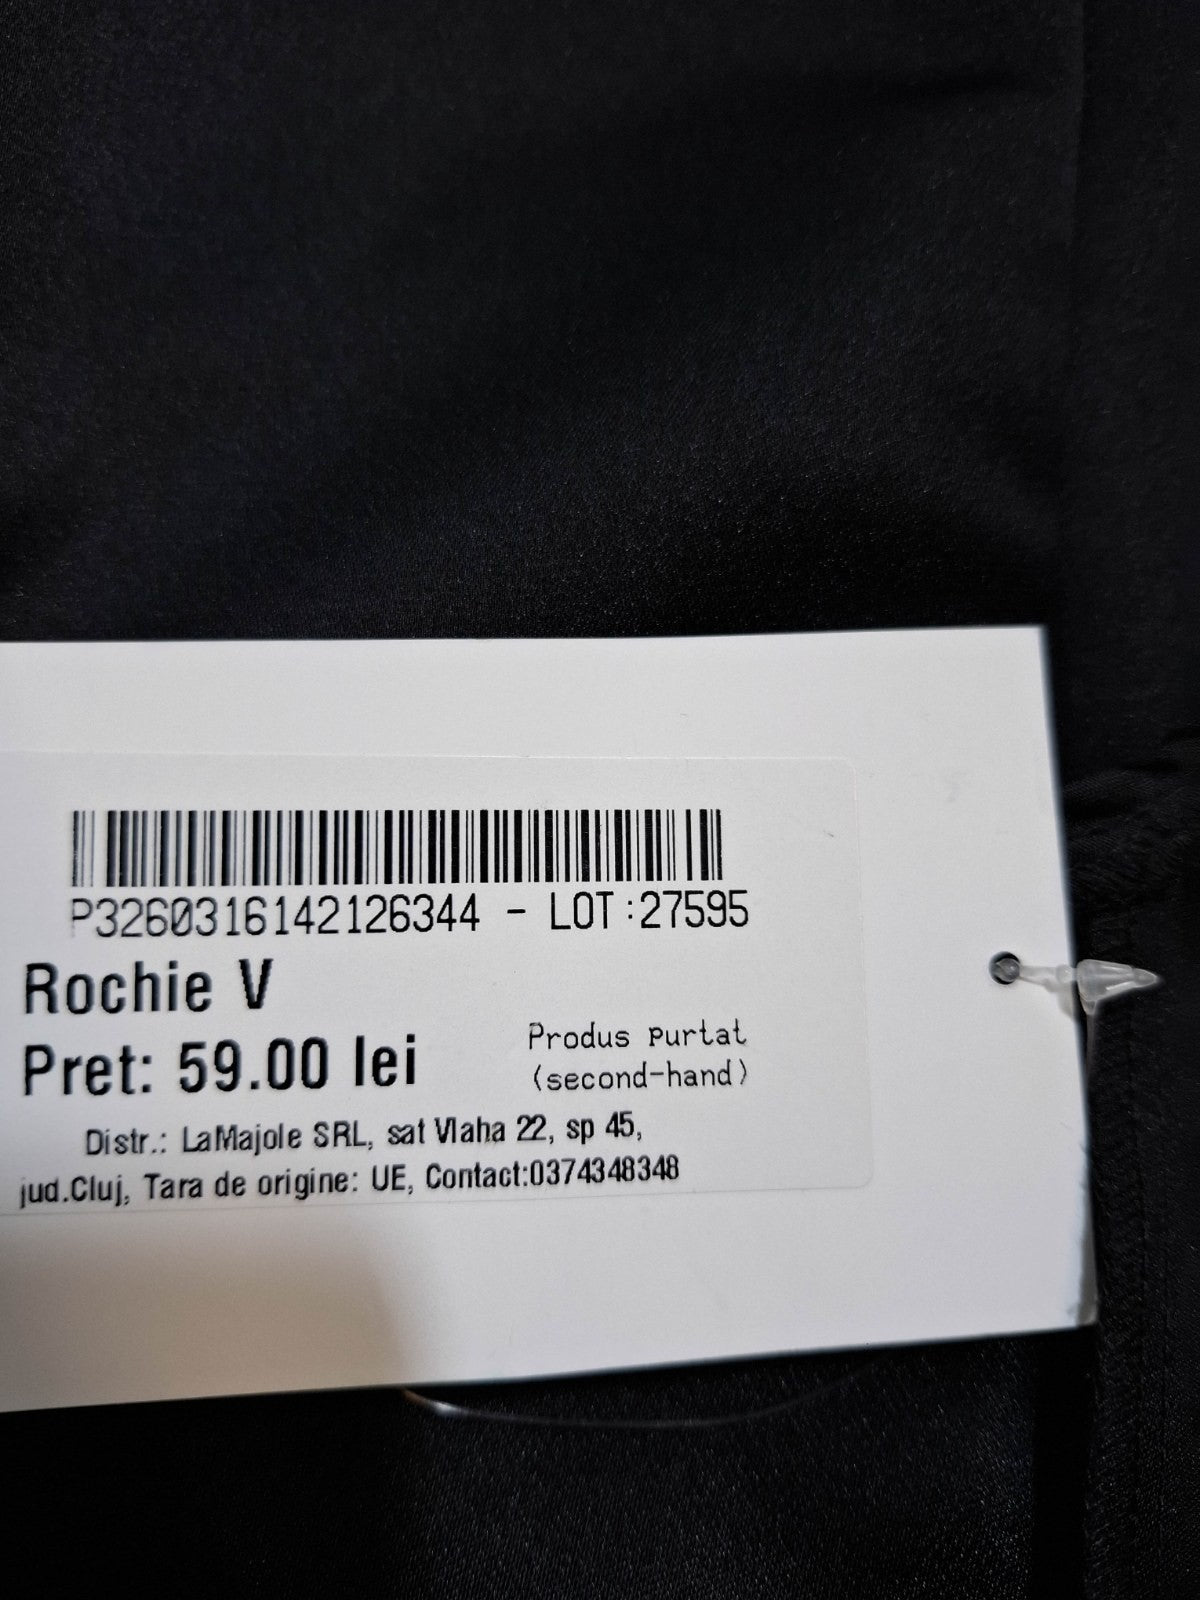 P3260316142126344 - LOT:27595
Rochie V
Pret: 59.00 lei
Produs purtat
(second-hand)
Distr.: LaMajole SRL, sat Vlaha 22, sp 45,
jud.Cluj, Tara de origine: UE, Contact:0374348348